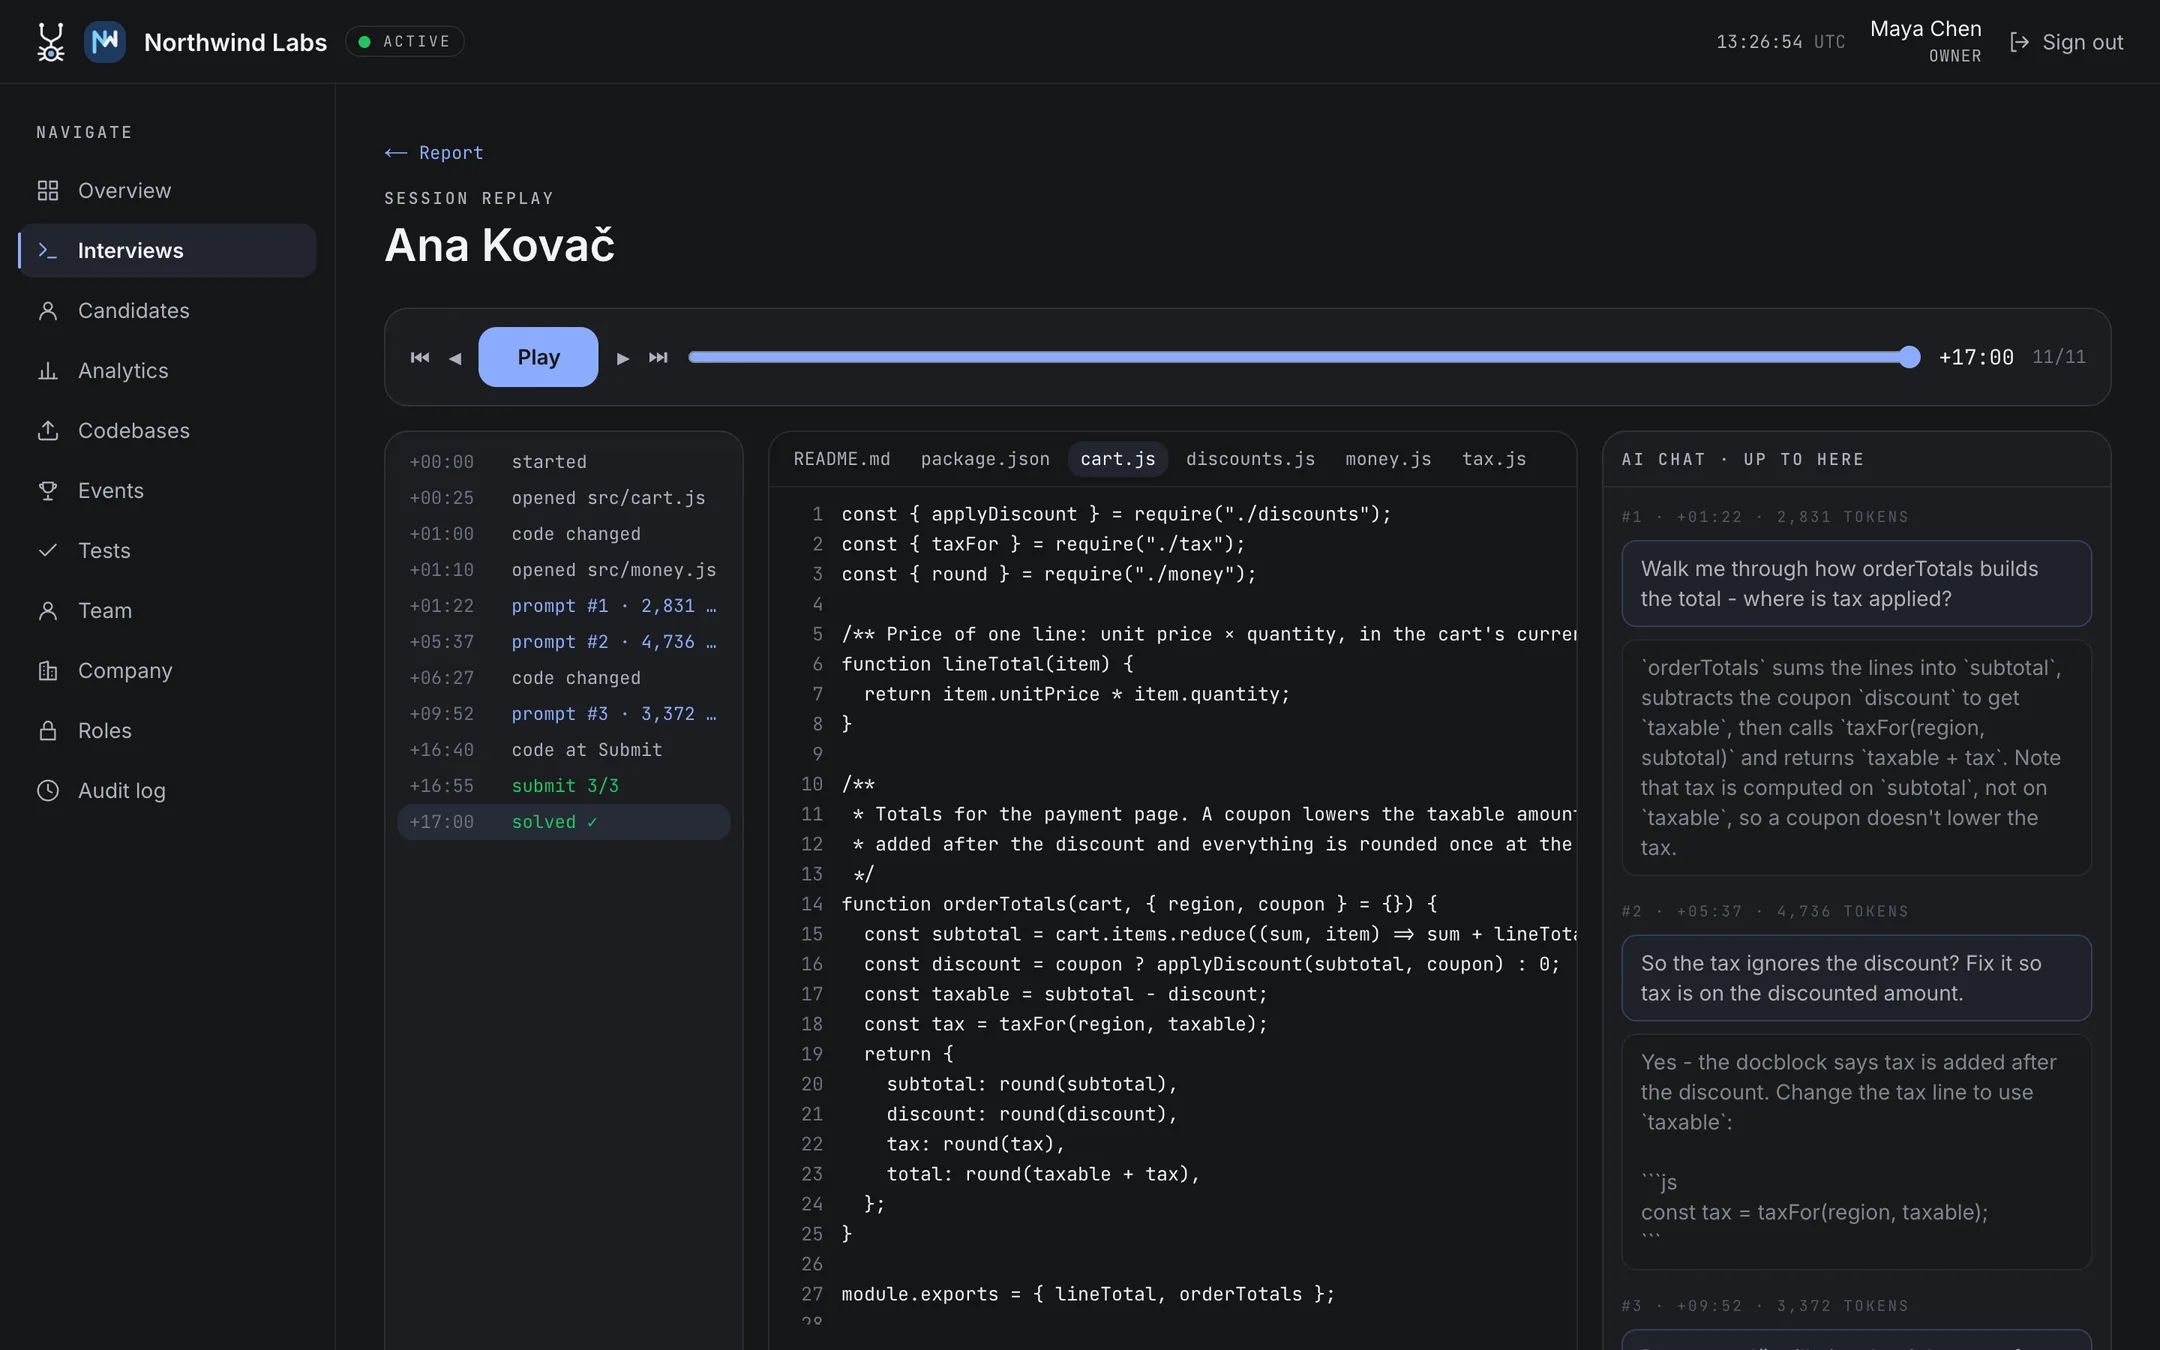 Northwind Labs
ACTIVE
13:26:54 UTC
Maya Chen
OWNER
Sign out
NAVIGATE
Overview
Interviews
Candidates
Analytics
Codebases
Events
Tests
Team
Company
Roles
Audit log
← Report
SESSION REPLAY
Ana Kovač
Play
+17:00 11/11
+00:00 started
+00:25 opened src/cart.js
+01:00 code changed
+01:10 opened src/money.js
+01:22 prompt #1 · 2,831 …
+05:37 prompt #2 · 4,736 …
+06:27 code changed
+09:52 prompt #3 · 3,372 …
+16:40 code at Submit
+16:55 submit 3/3
+17:00 solved ✓
README.md package.json cart.js discounts.js money.js tax.js
1 const { applyDiscount } = require("./discounts");
2 const { taxFor } = require("./tax");
3 const { round } = require("./money");
4
5 /** Price of one line: unit price × quantity, in the cart's curren
6 function lineTotal(item) {
7 return item.unitPrice * item.quantity;
8 }
9
10 /**
11 * Totals for the payment page. A coupon lowers the taxable amoun
12 * added after the discount and everything is rounded once at the
13 */
14 function orderTotals(cart, { region, coupon } = {}) {
15 const subtotal = cart.items.reduce((sum, item) => sum + lineTota
16 const discount = coupon ? applyDiscount(subtotal, coupon) : 0;
17 const taxable = subtotal - discount;
18 const tax = taxFor(region, taxable);
19 return {
20 subtotal: round(subtotal),
21 discount: round(discount),
22 tax: round(tax),
23 total: round(taxable + tax),
24 };
25 }
26
27 module.exports = { lineTotal, orderTotals };
28
AI CHAT · UP TO HERE
#1 · +01:22 · 2,831 TOKENS
Walk me through how orderTotals builds
the total - where is tax applied?
`orderTotals` sums the lines into `subtotal`,
subtracts the coupon `discount` to get
`taxable`, then calls `taxFor(region,
subtotal)` and returns `taxable + tax`. Note
that tax is computed on `subtotal`, not on
`taxable`, so a coupon doesn't lower the
tax.
#2 · +05:37 · 4,736 TOKENS
So the tax ignores the discount? Fix it so
tax is on the discounted amount.
Yes - the docblock says tax is added after
the discount. Change the tax line to use
`taxable`:
```js
const tax = taxFor(region, taxable);
```
#3 · +09:52 · 3,372 TOKENS